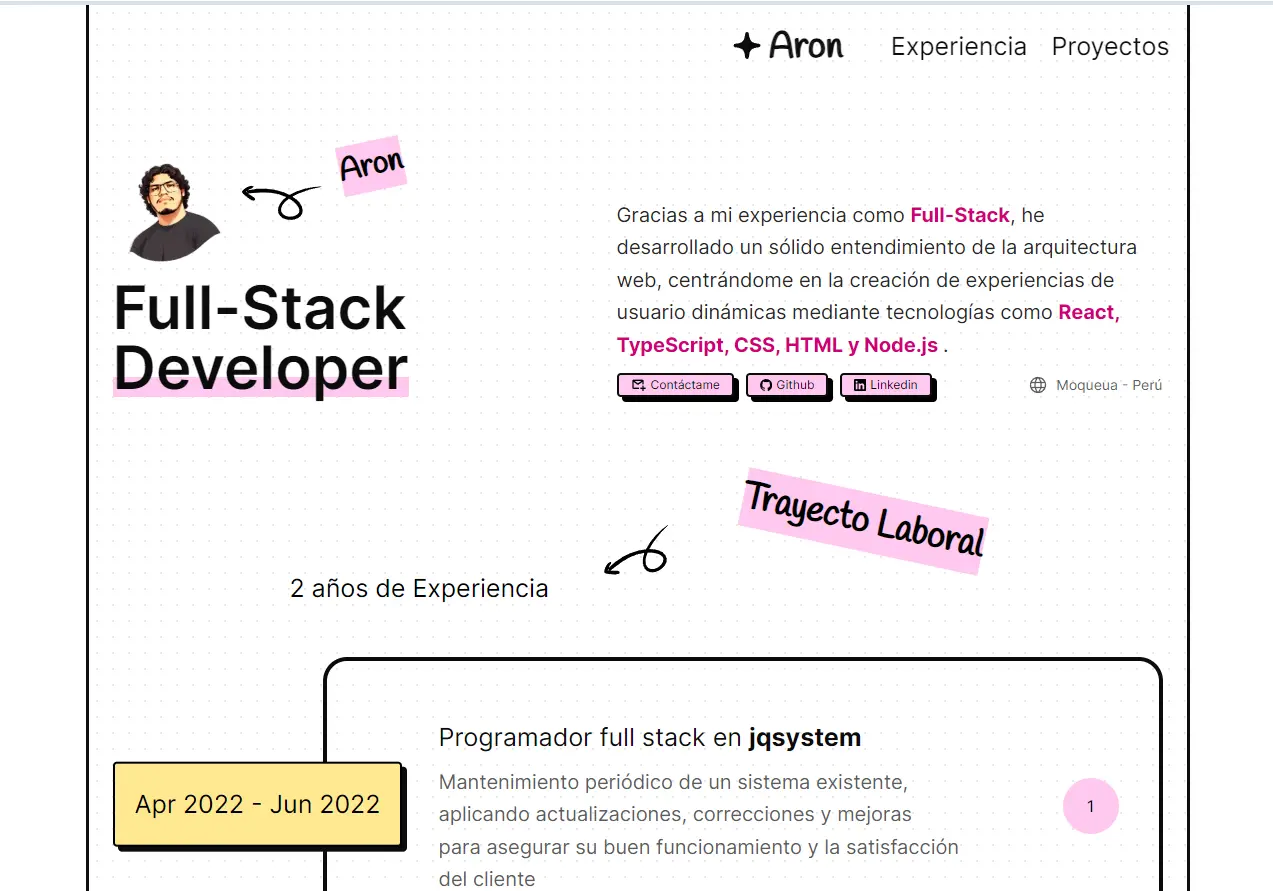 Aron
Experiencia
Proyectos
Aron
Full-Stack
Developer
Gracias a mi experiencia como Full-Stack, he
desarrollado un sólido entendimiento de la arquitectura
web, centrándome en la creación de experiencias de
usuario dinámicas mediante tecnologías como React,
TypeScript, CSS, HTML y Node.js .
Contáctame
Github
Linkedin
Moqueua - Perú
Trayecto Laboral
2 años de Experiencia
Programador full stack en jqsystem
Apr 2022 - Jun 2022
Mantenimiento periódico de un sistema existente,
aplicando actualizaciones, correcciones y mejoras
para asegurar su buen funcionamiento y la satisfacción
del cliente
1